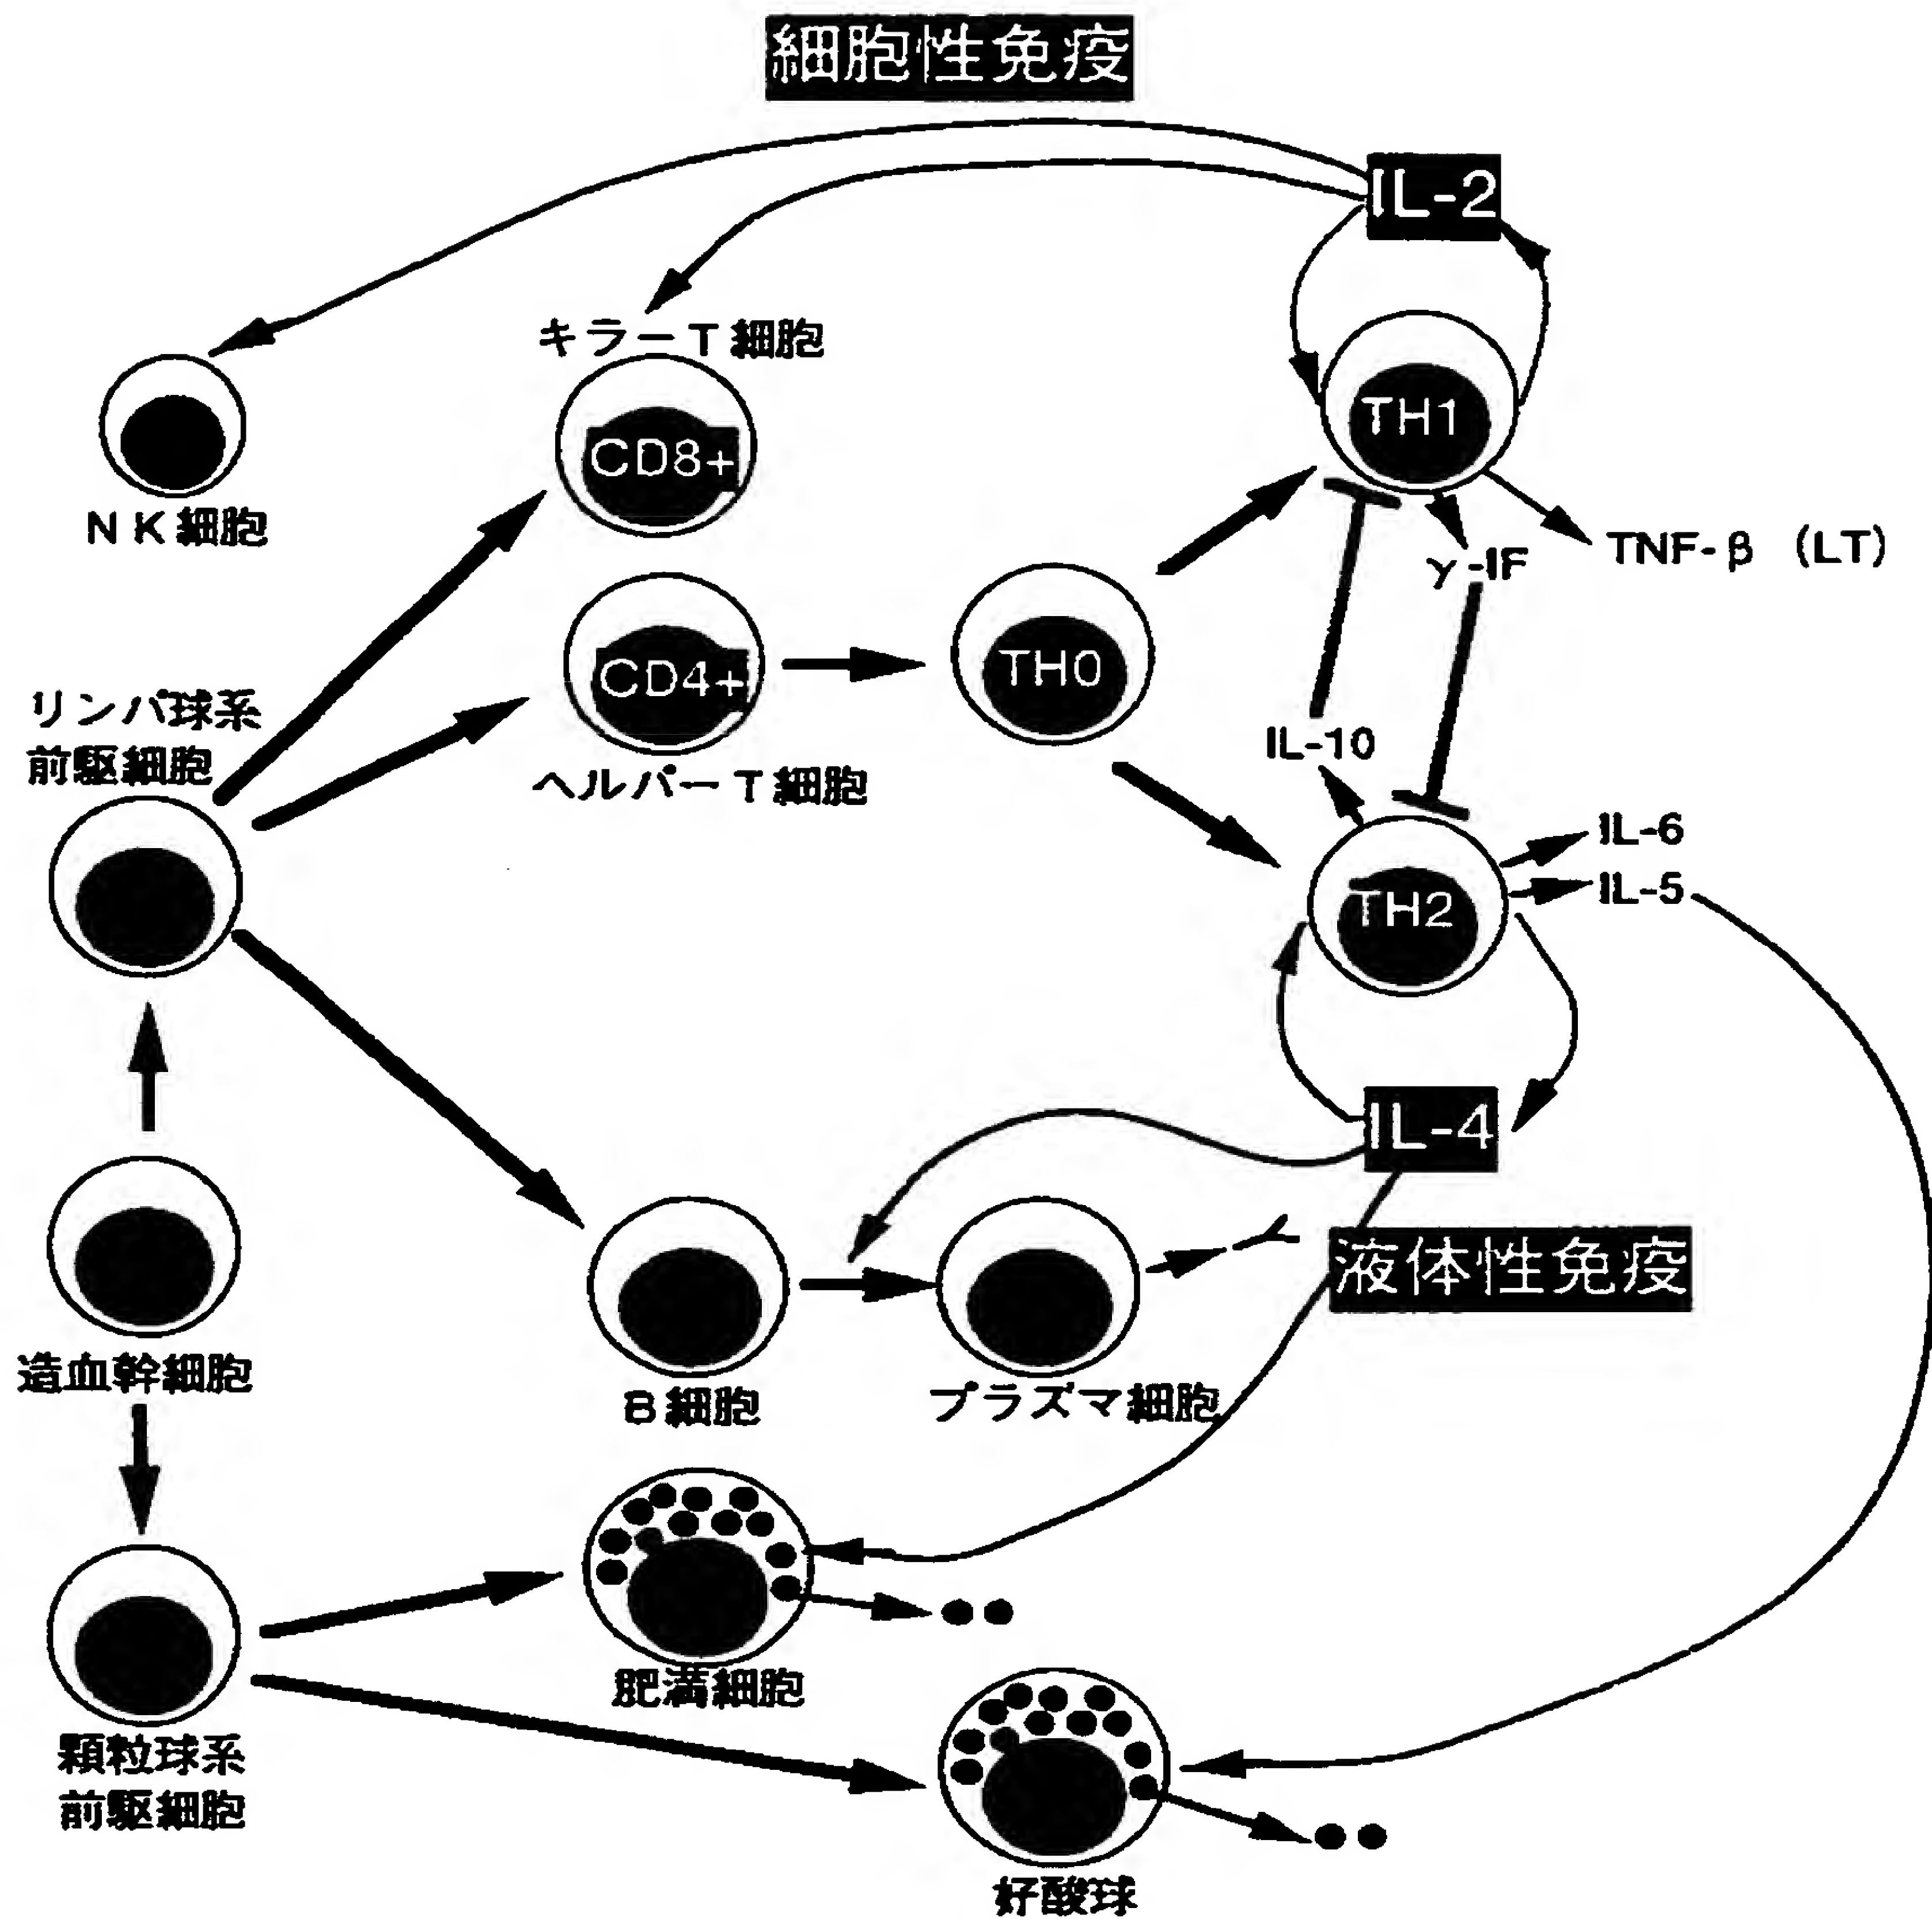 細胞性免疫
IL-2
キラーT細胞
CD8+
TH1
NK細胞
TNF-β (LT)
γ-IF
CD4+
TH0
リンパ球系
前駆細胞
IL-10
ヘルパーT細胞
IL-6
IL-5
TH2
IL-4
液体性免疫
造血幹細胞
B細胞
プラズマ細胞
肥満細胞
顆粒球系
前駆細胞
好酸球